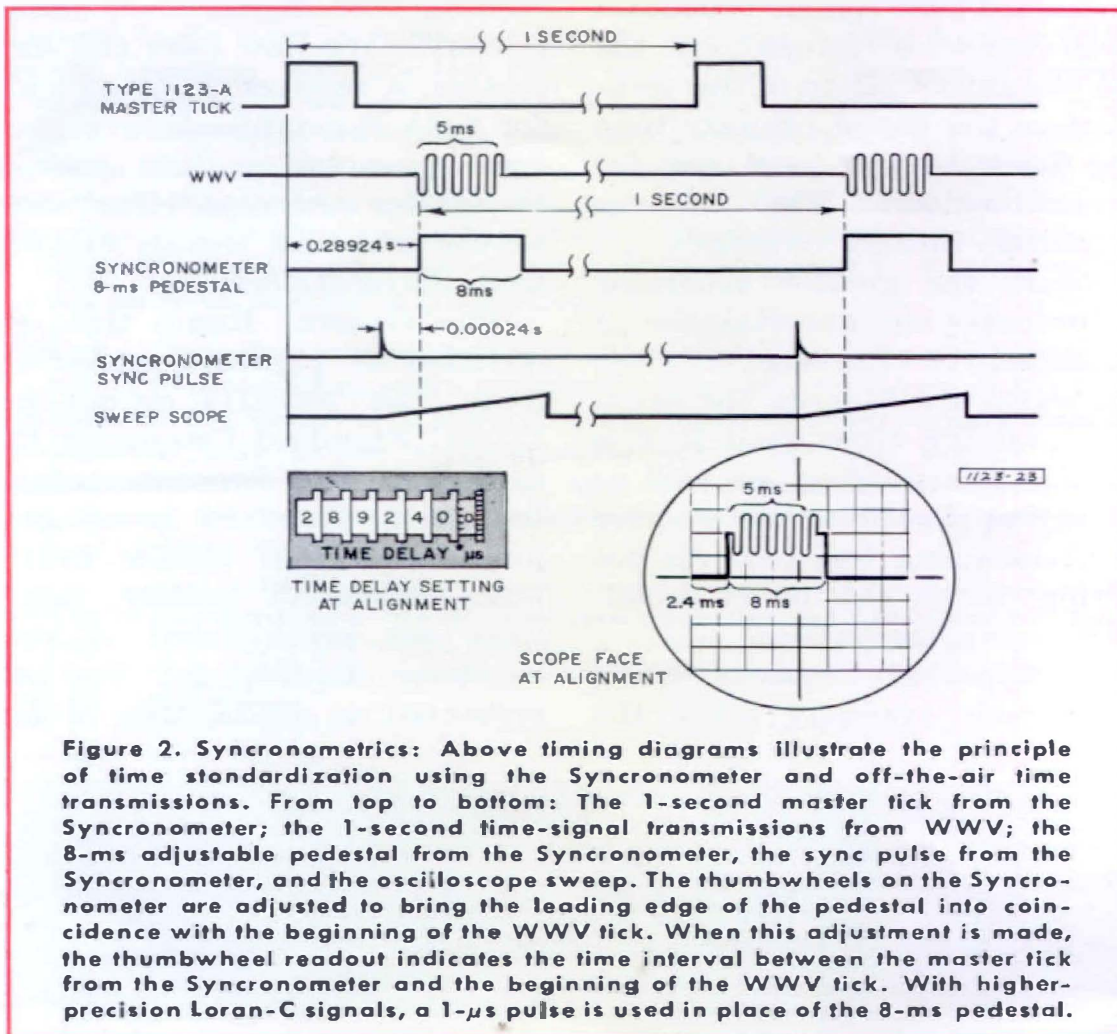 1 SECOND
TYPE 1123-A
MASTER TICK
5ms
WWV
1 SECOND
0.28924s
SYNCRONOMETER
8-ms PEDESTAL
8ms
0.00024s
SYNCRONOMETER
SYNC PULSE
SWEEP SCOPE
1123-23
2 8 9 2 4 0 0
TIME DELAY μs
TIME DELAY SETTING
AT ALIGNMENT
5ms
2.4 ms 8 ms
SCOPE FACE
AT ALIGNMENT
Figure 2. Syncronometrics: Above timing diagrams illustrate the principle
of time standardization using the Syncronometer and off-the-air time
transmissions. From top to bottom: The 1-second master tick from the
Syncronometer; the 1-second time-signal transmissions from WWV; the
8-ms adjustable pedestal from the Syncronometer, the sync pulse from the
Syncronometer, and the oscilloscope sweep. The thumbwheels on the Syncro-
nometer are adjusted to bring the leading edge of the pedestal into coin-
cidence with the beginning of the WWV tick. When this adjustment is made,
the thumbwheel readout indicates the time interval between the master tick
from the Syncronometer and the beginning of the WWV tick. With higher-
precision Loran-C signals, a 1-μs pulse is used in place of the 8-ms pedestal.